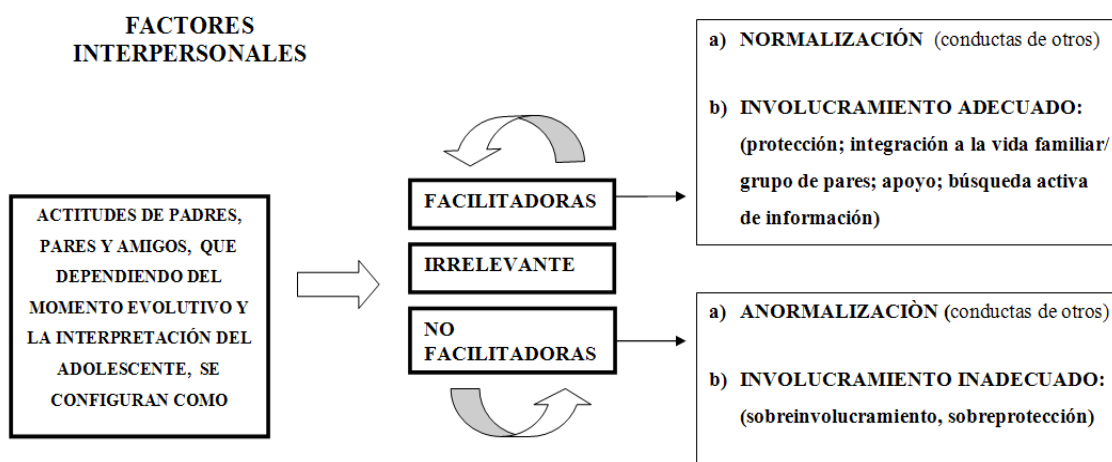 FACTORES
INTERPERSONALES
ACTITUDES DE PADRES,
PARES Y AMIGOS, QUE
DEPENDIENDO DEL
MOMENTO EVOLUTIVO Y
LA INTERPRETACIÓN DEL
ADOLESCENTE, SE
CONFIGURAN COMO
FACILITADORAS
IRRELEVANTE
NO
FACILITADORAS
a) NORMALIZACIÓN (conductas de otros)
b) INVOLUCRAMIENTO ADECUADO:
(protección; integración a la vida familiar/
grupo de pares; apoyo; búsqueda activa
de información)
a) ANORMALIZACIÒN (conductas de otros)
b) INVOLUCRAMIENTO INADECUADO:
(sobreinvolucramiento, sobreprotección)